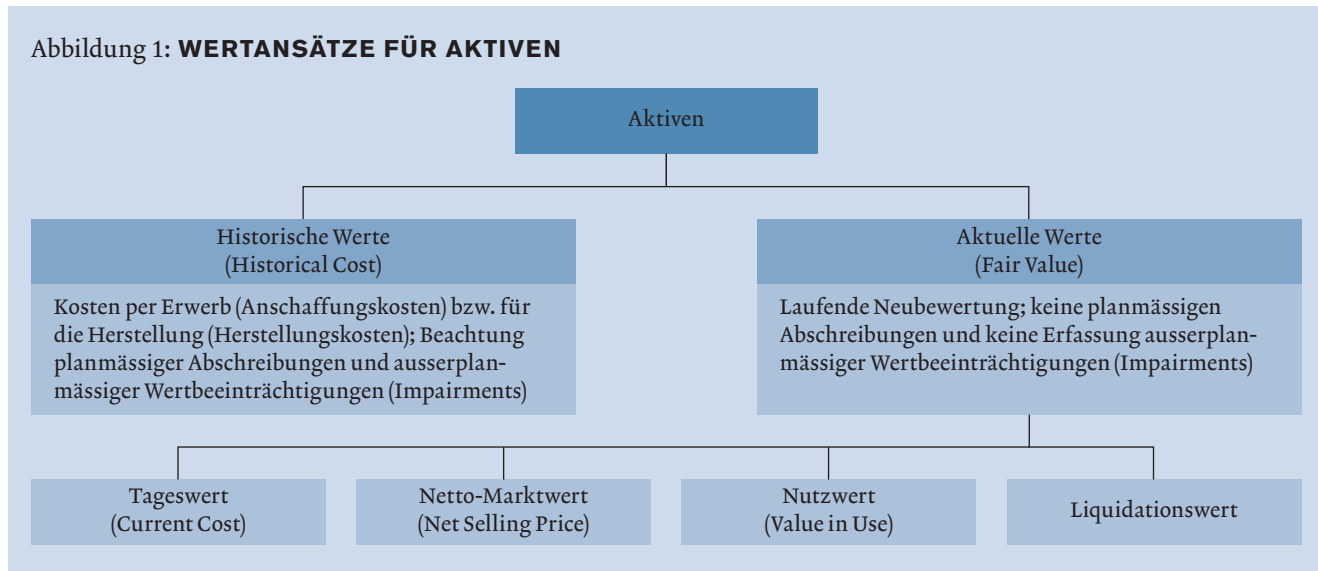 Abbildung 1: WERTANSÄTZE FÜR AKTIVEN
Aktiven
Historische Werte
(Historical Cost)
Kosten per Erwerb (Anschaffungskosten) bzw. für
die Herstellung (Herstellungskosten); Beachtung
planmässiger Abschreibungen und ausserplan-
mässiger Wertbeeinträchtigungen (Impairments)
Aktuelle Werte
(Fair Value)
Laufende Neubewertung; keine planmässigen
Abschreibungen und keine Erfassung ausserplan-
mässiger Wertbeeinträchtigungen (Impairments)
Tageswert
(Current Cost)
Netto-Marktwert
(Net Selling Price)
Nutzwert
(Value in Use)
Liquidationswert